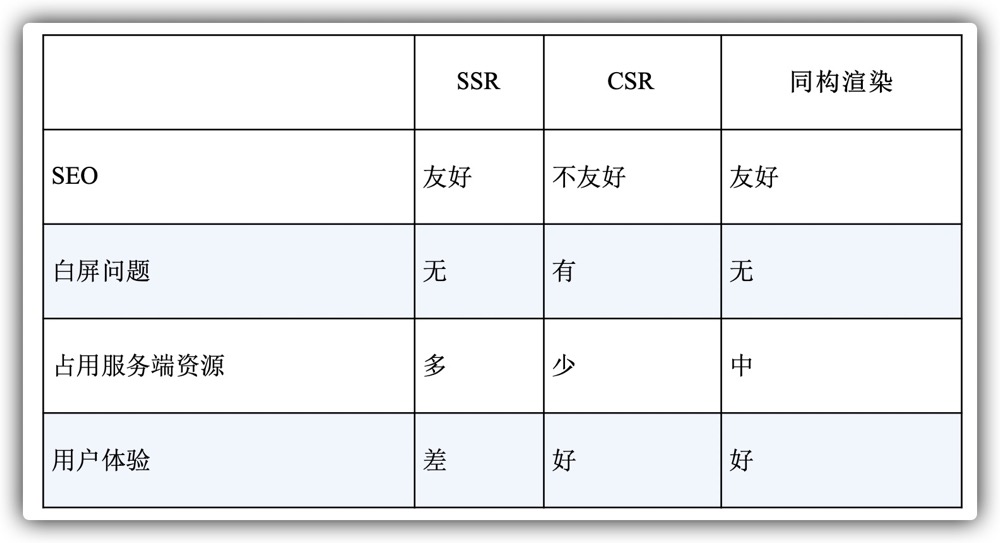 SSR CSR 同构渲染
SEO 友好 不友好 友好
白屏问题 无 有 无
占用服务端资源 多 少 中
用户体验 差 好 好